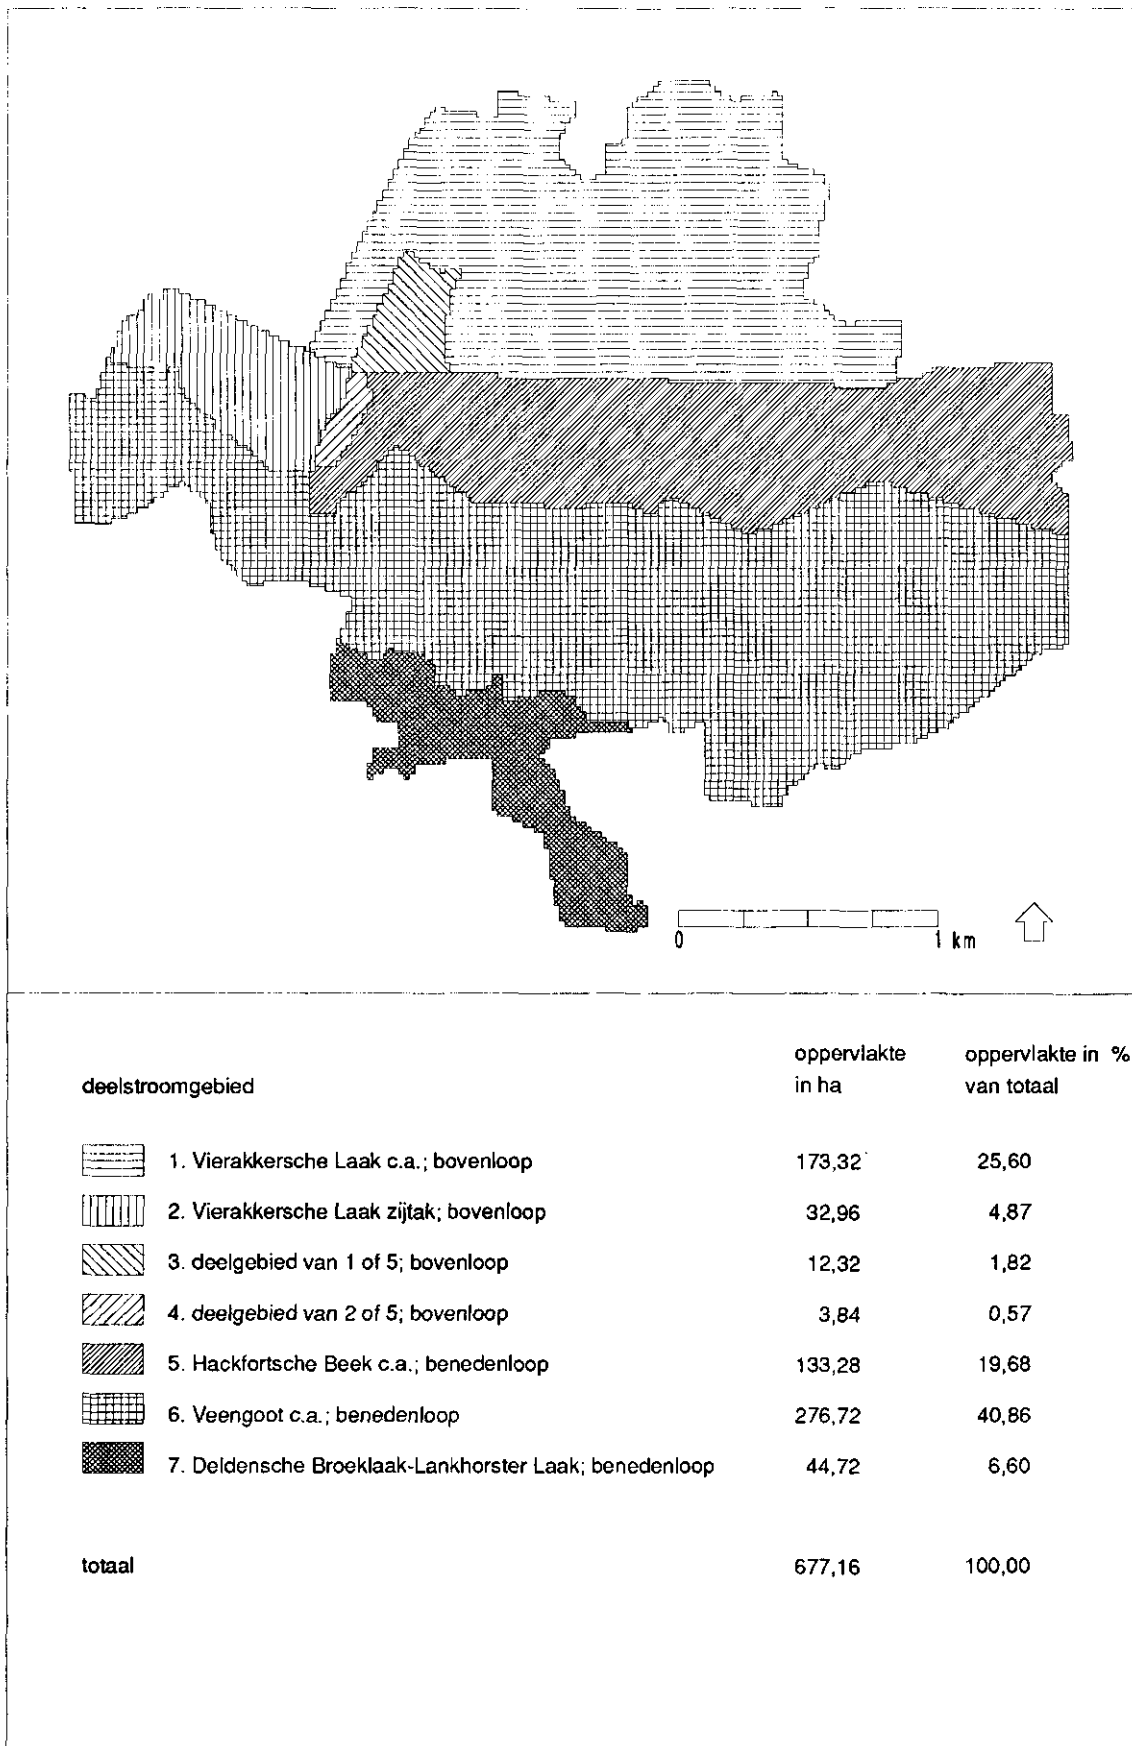 0 1 km
oppervlakte oppervlakte in %
deelstroomgebied in ha van totaal
1. Vierakkersche Laak c.a.; bovenloop 173,32 25,60
2. Vierakkersche Laak zijtak; bovenloop 32,96 4,87
3. deelgebied van 1 of 5; bovenloop 12,32 1,82
4. deelgebied van 2 of 5; bovenloop 3,84 0,57
5. Hackfortsche Beek c.a.; benedenloop 133,28 19,68
6. Veengoot c.a.; benedenloop 276,72 40,86
7. Deldensche Broeklaak-Lankhorster Laak; benedenloop 44,72 6,60
totaal 677,16 100,00